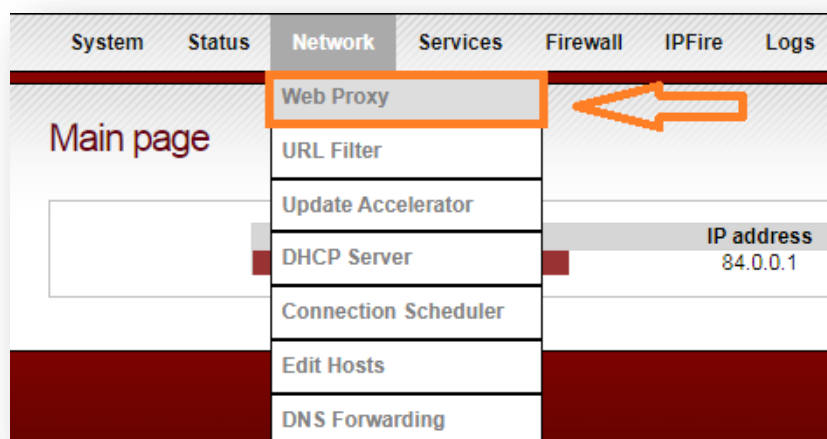 System Status Network Services Firewall IPFire Logs
Web Proxy
Main page
URL Filter
Update Accelerator
IP address
DHCP Server
84.0.0.1
Connection Scheduler
Edit Hosts
DNS Forwarding